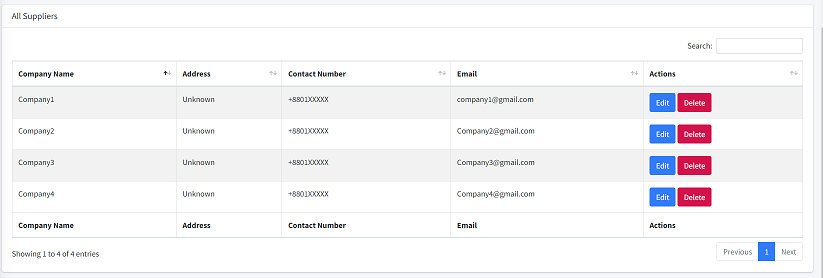 All Suppliers
Search:
Company Name Address Contact Number Email Actions
Company1 Unknown +8801XXXXX company1@gmail.com Edit Delete
Company2 Unknown +8801XXXXX Company2@gmail.com Edit Delete
Company3 Unknown +8801XXXXX Company3@gmail.com Edit Delete
Company4 Unknown +8801XXXXX Company4@gmail.com Edit Delete
Company Name Address Contact Number Email Actions
Showing 1 to 4 of 4 entries Previous 1 Next